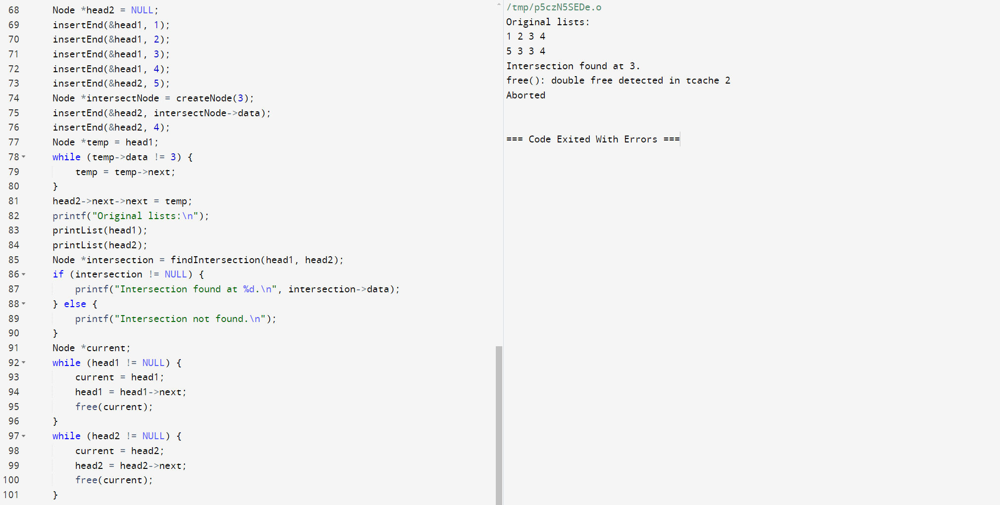 68 Node *head2 = NULL;
69 insertEnd(&head1, 1);
70 insertEnd(&head1, 2);
71 insertEnd(&head1, 3);
72 insertEnd(&head1, 4);
73 insertEnd(&head2, 5);
74 Node *intersectNode = createNode(3);
75 insertEnd(&head2, intersectNode->data);
76 insertEnd(&head2, 4);
77 Node *temp = head1;
78 while (temp->data != 3) {
79 temp = temp->next;
80 }
81 head2->next->next = temp;
82 printf("Original lists:\n");
83 printList(head1);
84 printList(head2);
85 Node *intersection = findIntersection(head1, head2);
86 if (intersection != NULL) {
87 printf("Intersection found at %d.\n", intersection->data);
88 } else {
89 printf("Intersection not found.\n");
90 }
91 Node *current;
92 while (head1 != NULL) {
93 current = head1;
94 head1 = head1->next;
95 free(current);
96 }
97 while (head2 != NULL) {
98 current = head2;
99 head2 = head2->next;
100 free(current);
101 }
/tmp/p5czN5SEDe.o
Original lists:
1 2 3 4
5 3 3 4
Intersection found at 3.
free(): double free detected in tcache 2
Aborted
=== Code Exited With Errors ===